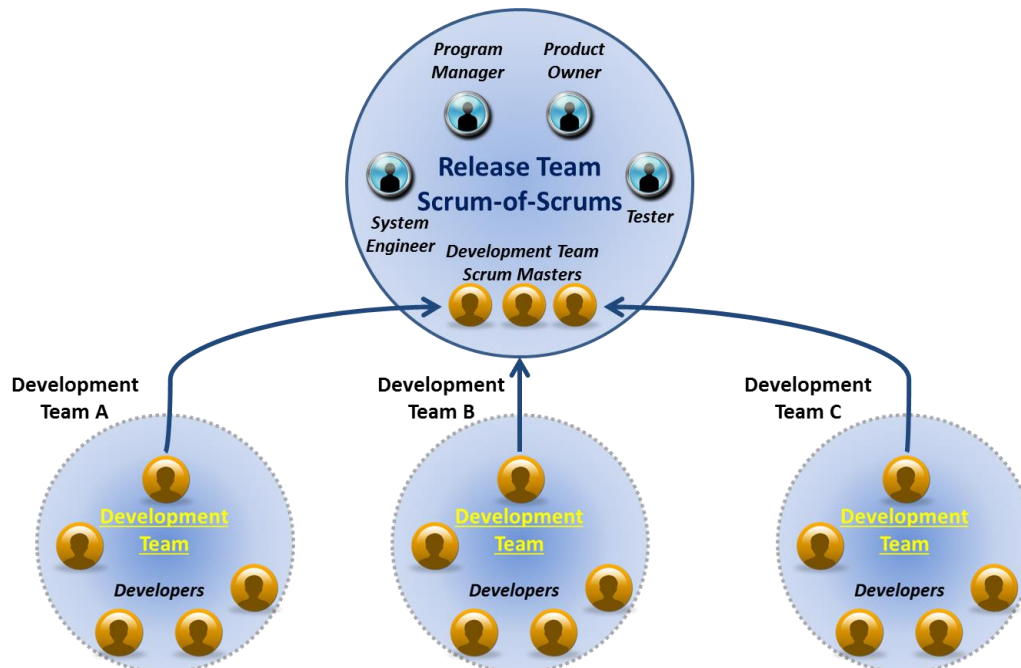 Program
Manager
Product
Owner
Release Team
Scrum-of-Scrums
System
Engineer
Tester
Development Team
Scrum Masters
Development
Team A
Development
Team B
Development
Team C
Development
Team
Developers
Development
Team
Developers
Development
Team
Developers